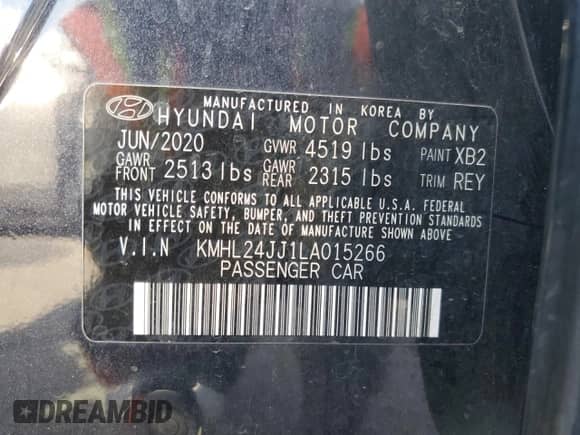 MANUFACTURED IN KOREA BY
HYUNDAI MOTOR COMPANY
JUN/2020 GVWR 4519 lbs PAINT XB2
GAWR FRONT 2513 lbs GAWR REAR 2315 lbs TRIM REY
THIS VEHICLE CONFORMS TO ALL APPLICABLE U.S.A. FEDERAL
MOTOR VEHICLE SAFETY, BUMPER, AND THEFT PREVENTION STANDARDS
IN EFFECT ON THE DATE OF MANUFACTURE SHOWN ABOVE.
V.I.N KMHL24JJ1LA015266
PASSENGER CAR
DREAMBID